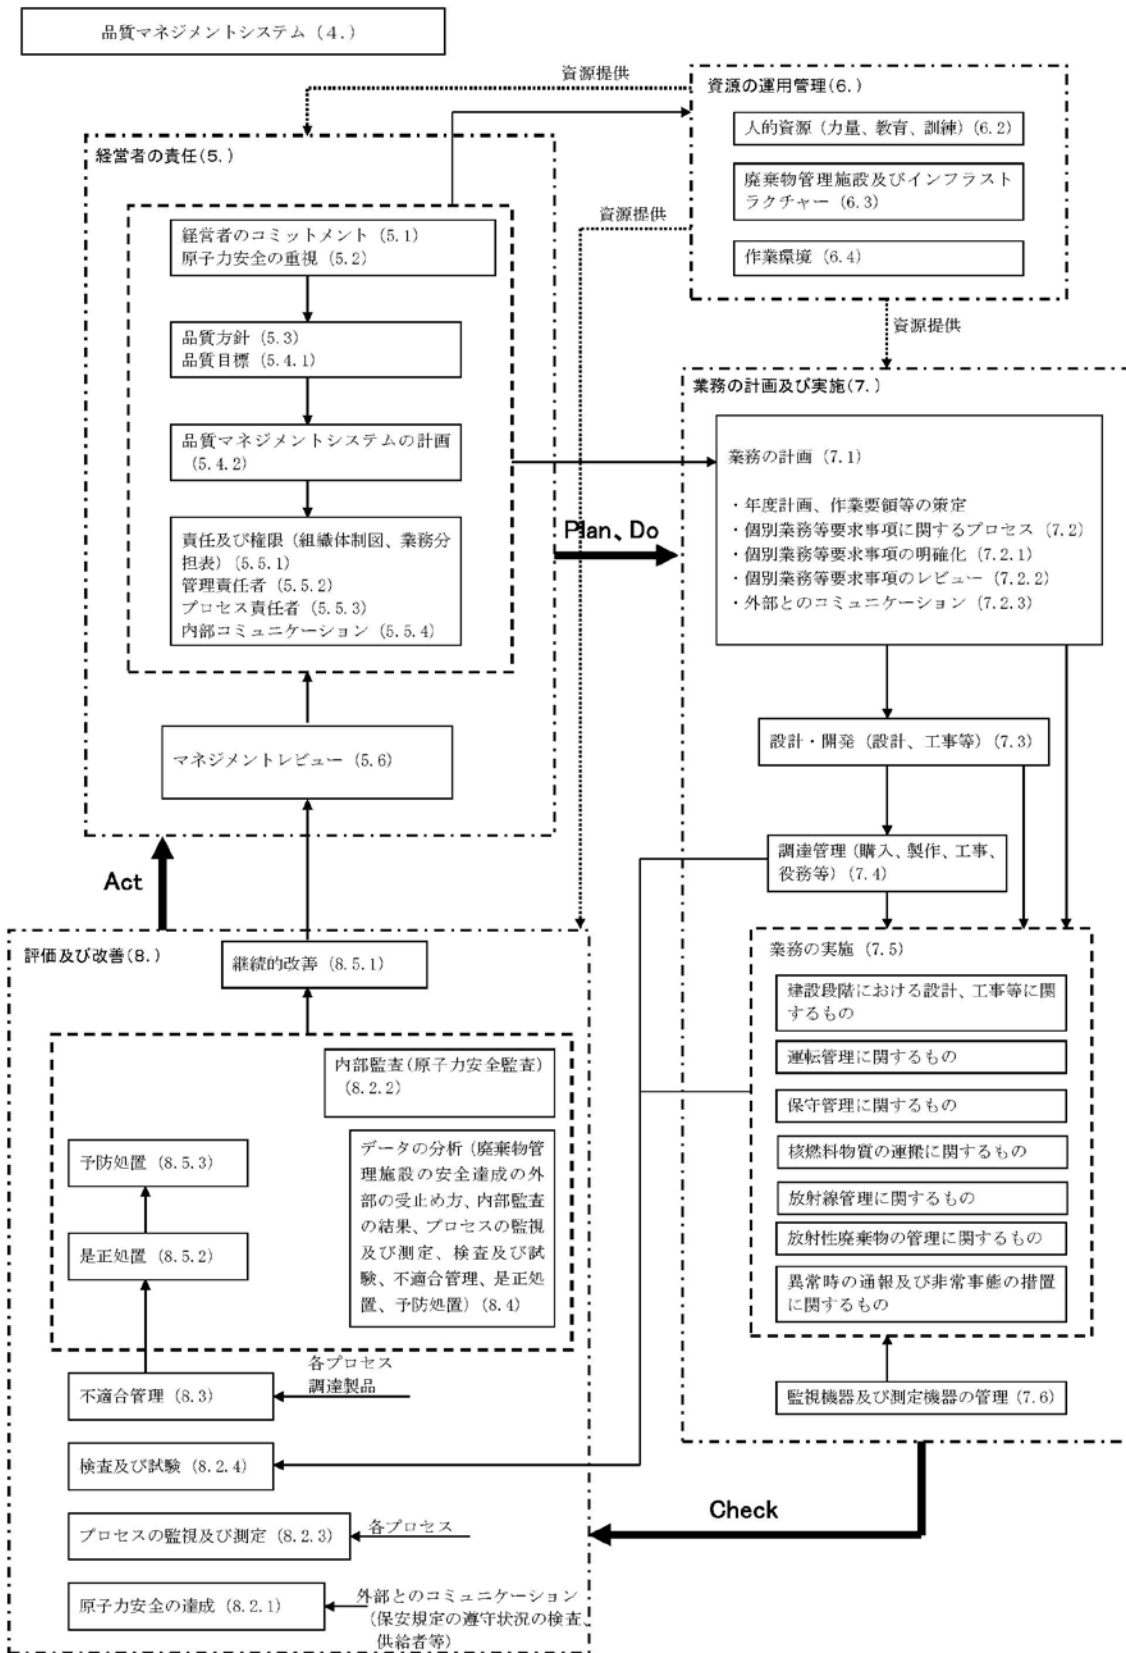 品質マネジメントシステム (4.)
資源提供
資源の運用管理(6.)
人的資源 (力量、教育、訓練) (6.2)
廃棄物管理施設及びインフラスト
ラクチャー (6.3)
作業環境 (6.4)
資源提供
資源提供
経営者の責任(5.)
経営者のコミットメント (5.1)
原子力安全の重視 (5.2)
品質方針 (5.3)
品質目標 (5.4.1)
品質マネジメントシステムの計画
(5.4.2)
責任及び権限 (組織体制図、業務分
担表) (5.5.1)
管理責任者 (5.5.2)
プロセス責任者 (5.5.3)
内部コミュニケーション (5.5.4)
マネジメントレビュー (5.6)
Plan、Do
業務の計画及び実施(7.)
業務の計画 (7.1)
・年度計画、作業要領等の策定
・個別業務等要求事項に関するプロセス (7.2)
・個別業務等要求事項の明確化 (7.2.1)
・個別業務等要求事項のレビュー (7.2.2)
・外部とのコミュニケーション (7.2.3)
設計・開発 (設計、工事等) (7.3)
調達管理 (購入、製作、工事、
役務等) (7.4)
業務の実施 (7.5)
建設段階における設計、工事等に関
するもの
運転管理に関するもの
保守管理に関するもの
核燃料物質の運搬に関するもの
放射線管理に関するもの
放射性廃棄物の管理に関するもの
異常時の通報及び非常事態の措置
に関するもの
監視機器及び測定機器の管理 (7.6)
Act
評価及び改善(8.)
継続的改善 (8.5.1)
内部監査(原子力安全監査)
(8.2.2)
データの分析 (廃棄物管
理施設の安全達成の外
部の受止め方、内部監査
の結果、プロセスの監視
及び測定、検査及び試
験、不適合管理、是正処
置、予防処置) (8.4)
予防処置 (8.5.3)
是正処置 (8.5.2)
不適合管理 (8.3)
各プロセス
調達製品
検査及び試験 (8.2.4)
プロセスの監視及び測定 (8.2.3)
各プロセス
原子力安全の達成 (8.2.1)
外部とのコミュニケーション
(保安規定の遵守状況の検査、
供給者等)
Check